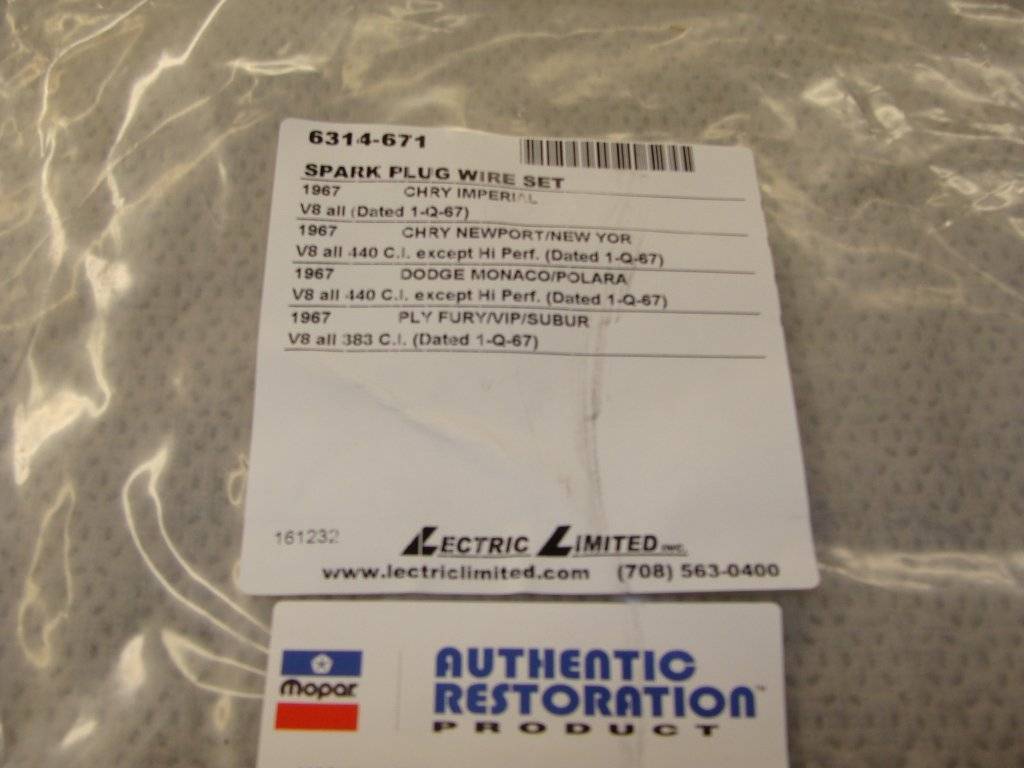 6314-671
SPARK PLUG WIRE SET
1967 CHRY IMPERIAL
V8 all (Dated 1-Q-67)
1967 CHRY NEWPORT/NEW YOR
V8 all 440 C.I. except Hi Perf. (Dated 1-Q-67)
1967 DODGE MONACO/POLARA
V8 all 440 C.I. except Hi Perf. (Dated 1-Q-67)
1967 PLY FURY/VIP/SUBUR
V8 all 383 C.I. (Dated 1-Q-67)
161232 LECTRIC LIMITED INC.
www.lectriclimited.com (708) 563-0400
Mopar
AUTHENTIC
RESTORATION™
PRODUCT